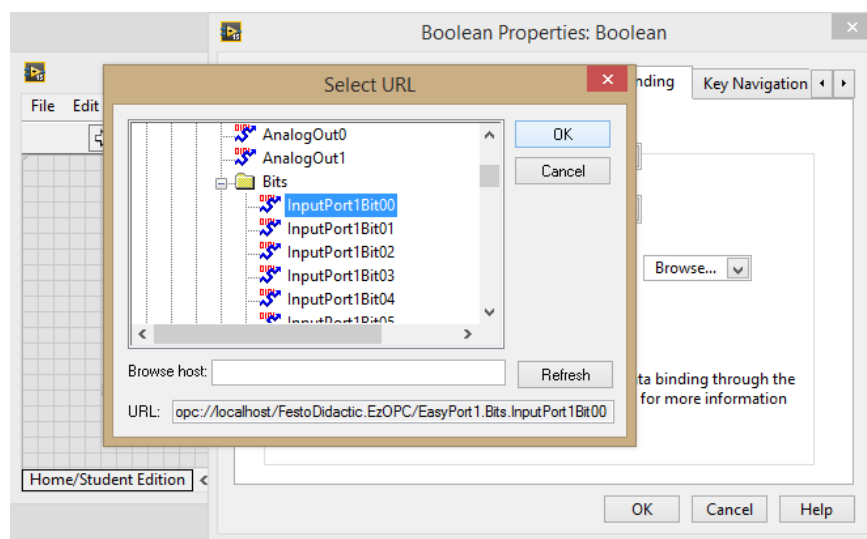 Boolean Properties: Boolean
Select URL
nding
Key Navigation
File Edit
AnalogOut0
AnalogOut1
Bits
InputPort1Bit00
InputPort1Bit01
InputPort1Bit02
InputPort1Bit03
InputPort1Bit04
InputPort1Bit05
OK
Cancel
Browse...
Browse host:
Refresh
URL: opc://localhost/FestoDidactic.EzOPC/EasyPort1.Bits.InputPort1Bit00
ta binding through the
for more information
Home/Student Edition
OK Cancel Help